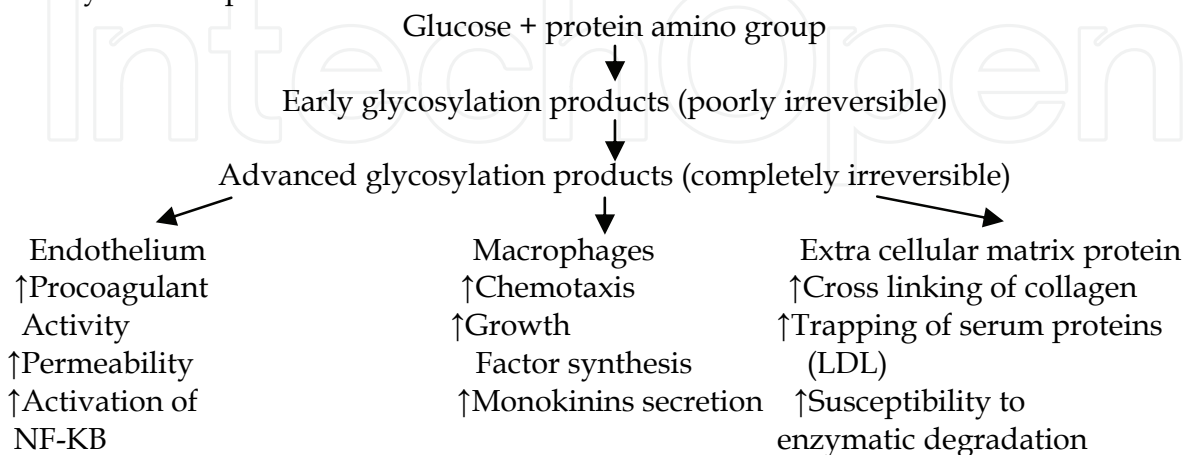 Glucose + protein amino group
Early glycosylation products (poorly irreversible)
Advanced glycosylation products (completely irreversible)
Endothelium
↑Procoagulant
Activity
↑Permeability
↑Activation of
NF-KB
Macrophages
↑Chemotaxis
↑Growth
Factor synthesis
↑Monokinins secretion
Extra cellular matrix protein
↑Cross linking of collagen
↑Trapping of serum proteins
(LDL)
↑Susceptibility to
enzymatic degradation
IntechOpen